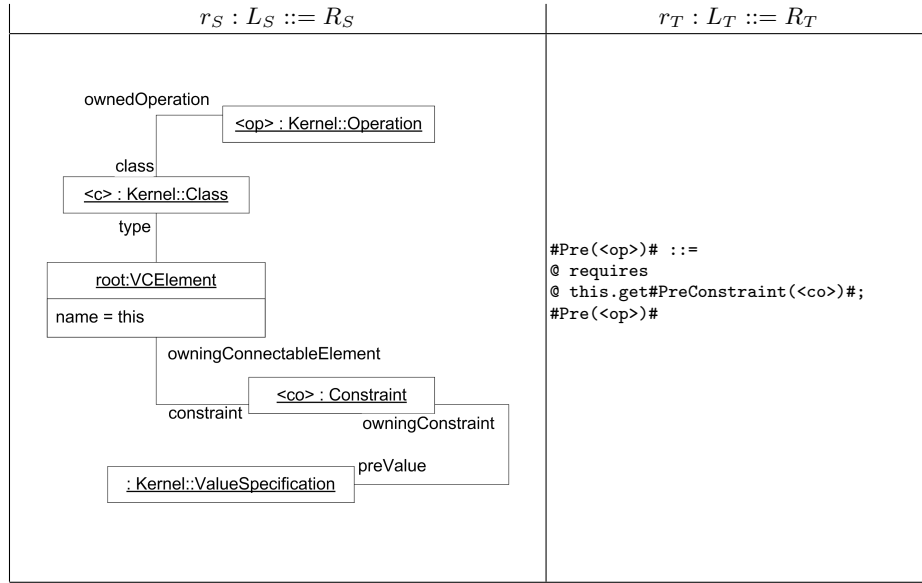 r_S : L_S ::= R_S
r_T : L_T ::= R_T
ownedOperation
<op> : Kernel::Operation
class
<c> : Kernel::Class
type
root:VCElement
name = this
owningConnectableElement
<co> : Constraint
constraint
owningConstraint
preValue
: Kernel::ValueSpecification
#Pre(<op>)# ::=
@ requires
@ this.get#PreConstraint(<co>)#;
#Pre(<op>)#